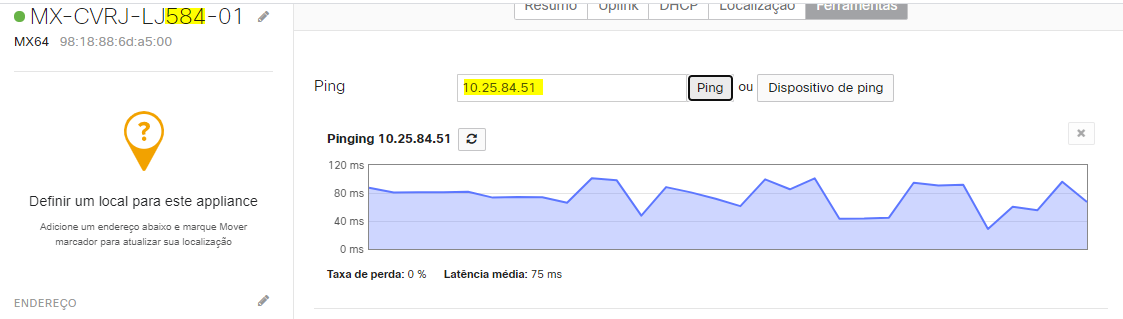 MX-CVRJ-LJ584-01
MX64 98:18:88:6d:a5:00
Resumo Uplink DHCP Localização Ferramentas
Ping 10.25.84.51 Ping ou Dispositivo de ping
Pinging 10.25.84.51
120 ms
80 ms
40 ms
0 ms
Taxa de perda: 0 % Latência média: 75 ms
?
Definir um local para este appliance
Adicione um endereço abaixo e marque Mover
marcador para atualizar sua localização
ENDEREÇO